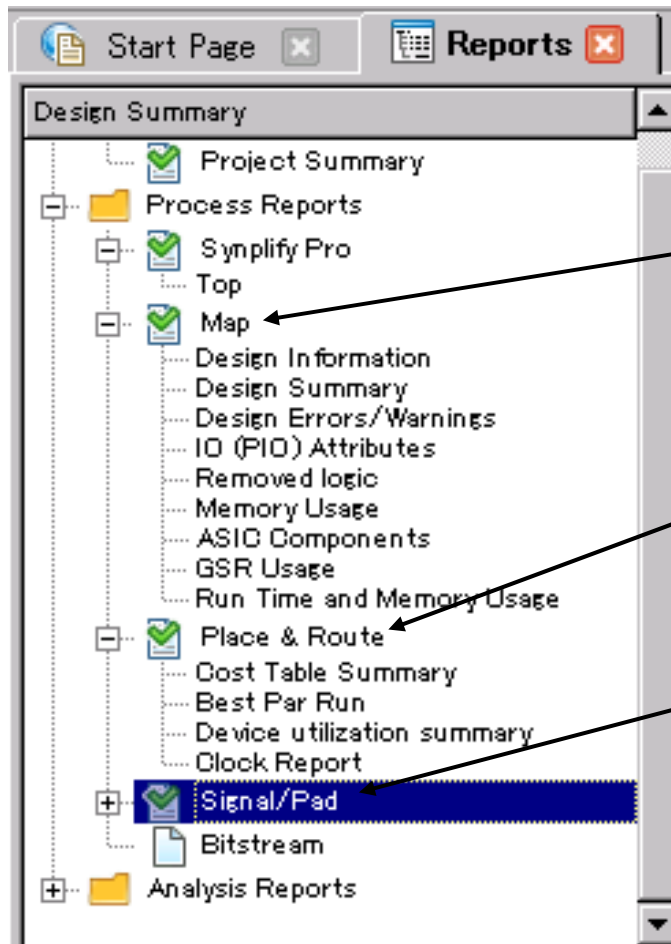 Start Page
Reports
Design Summary
Project Summary
Process Reports
Synplify Pro
Top
Map
Design Information
Design Summary
Design Errors/Warnings
IO (PIO) Attributes
Removed logic
Memory Usage
ASIC Components
GSR Usage
Run Time and Memory Usage
Place & Route
Cost Table Summary
Best Par Run
Device utilization summary
Clock Report
Signal/Pad
Bitstream
Analysis Reports